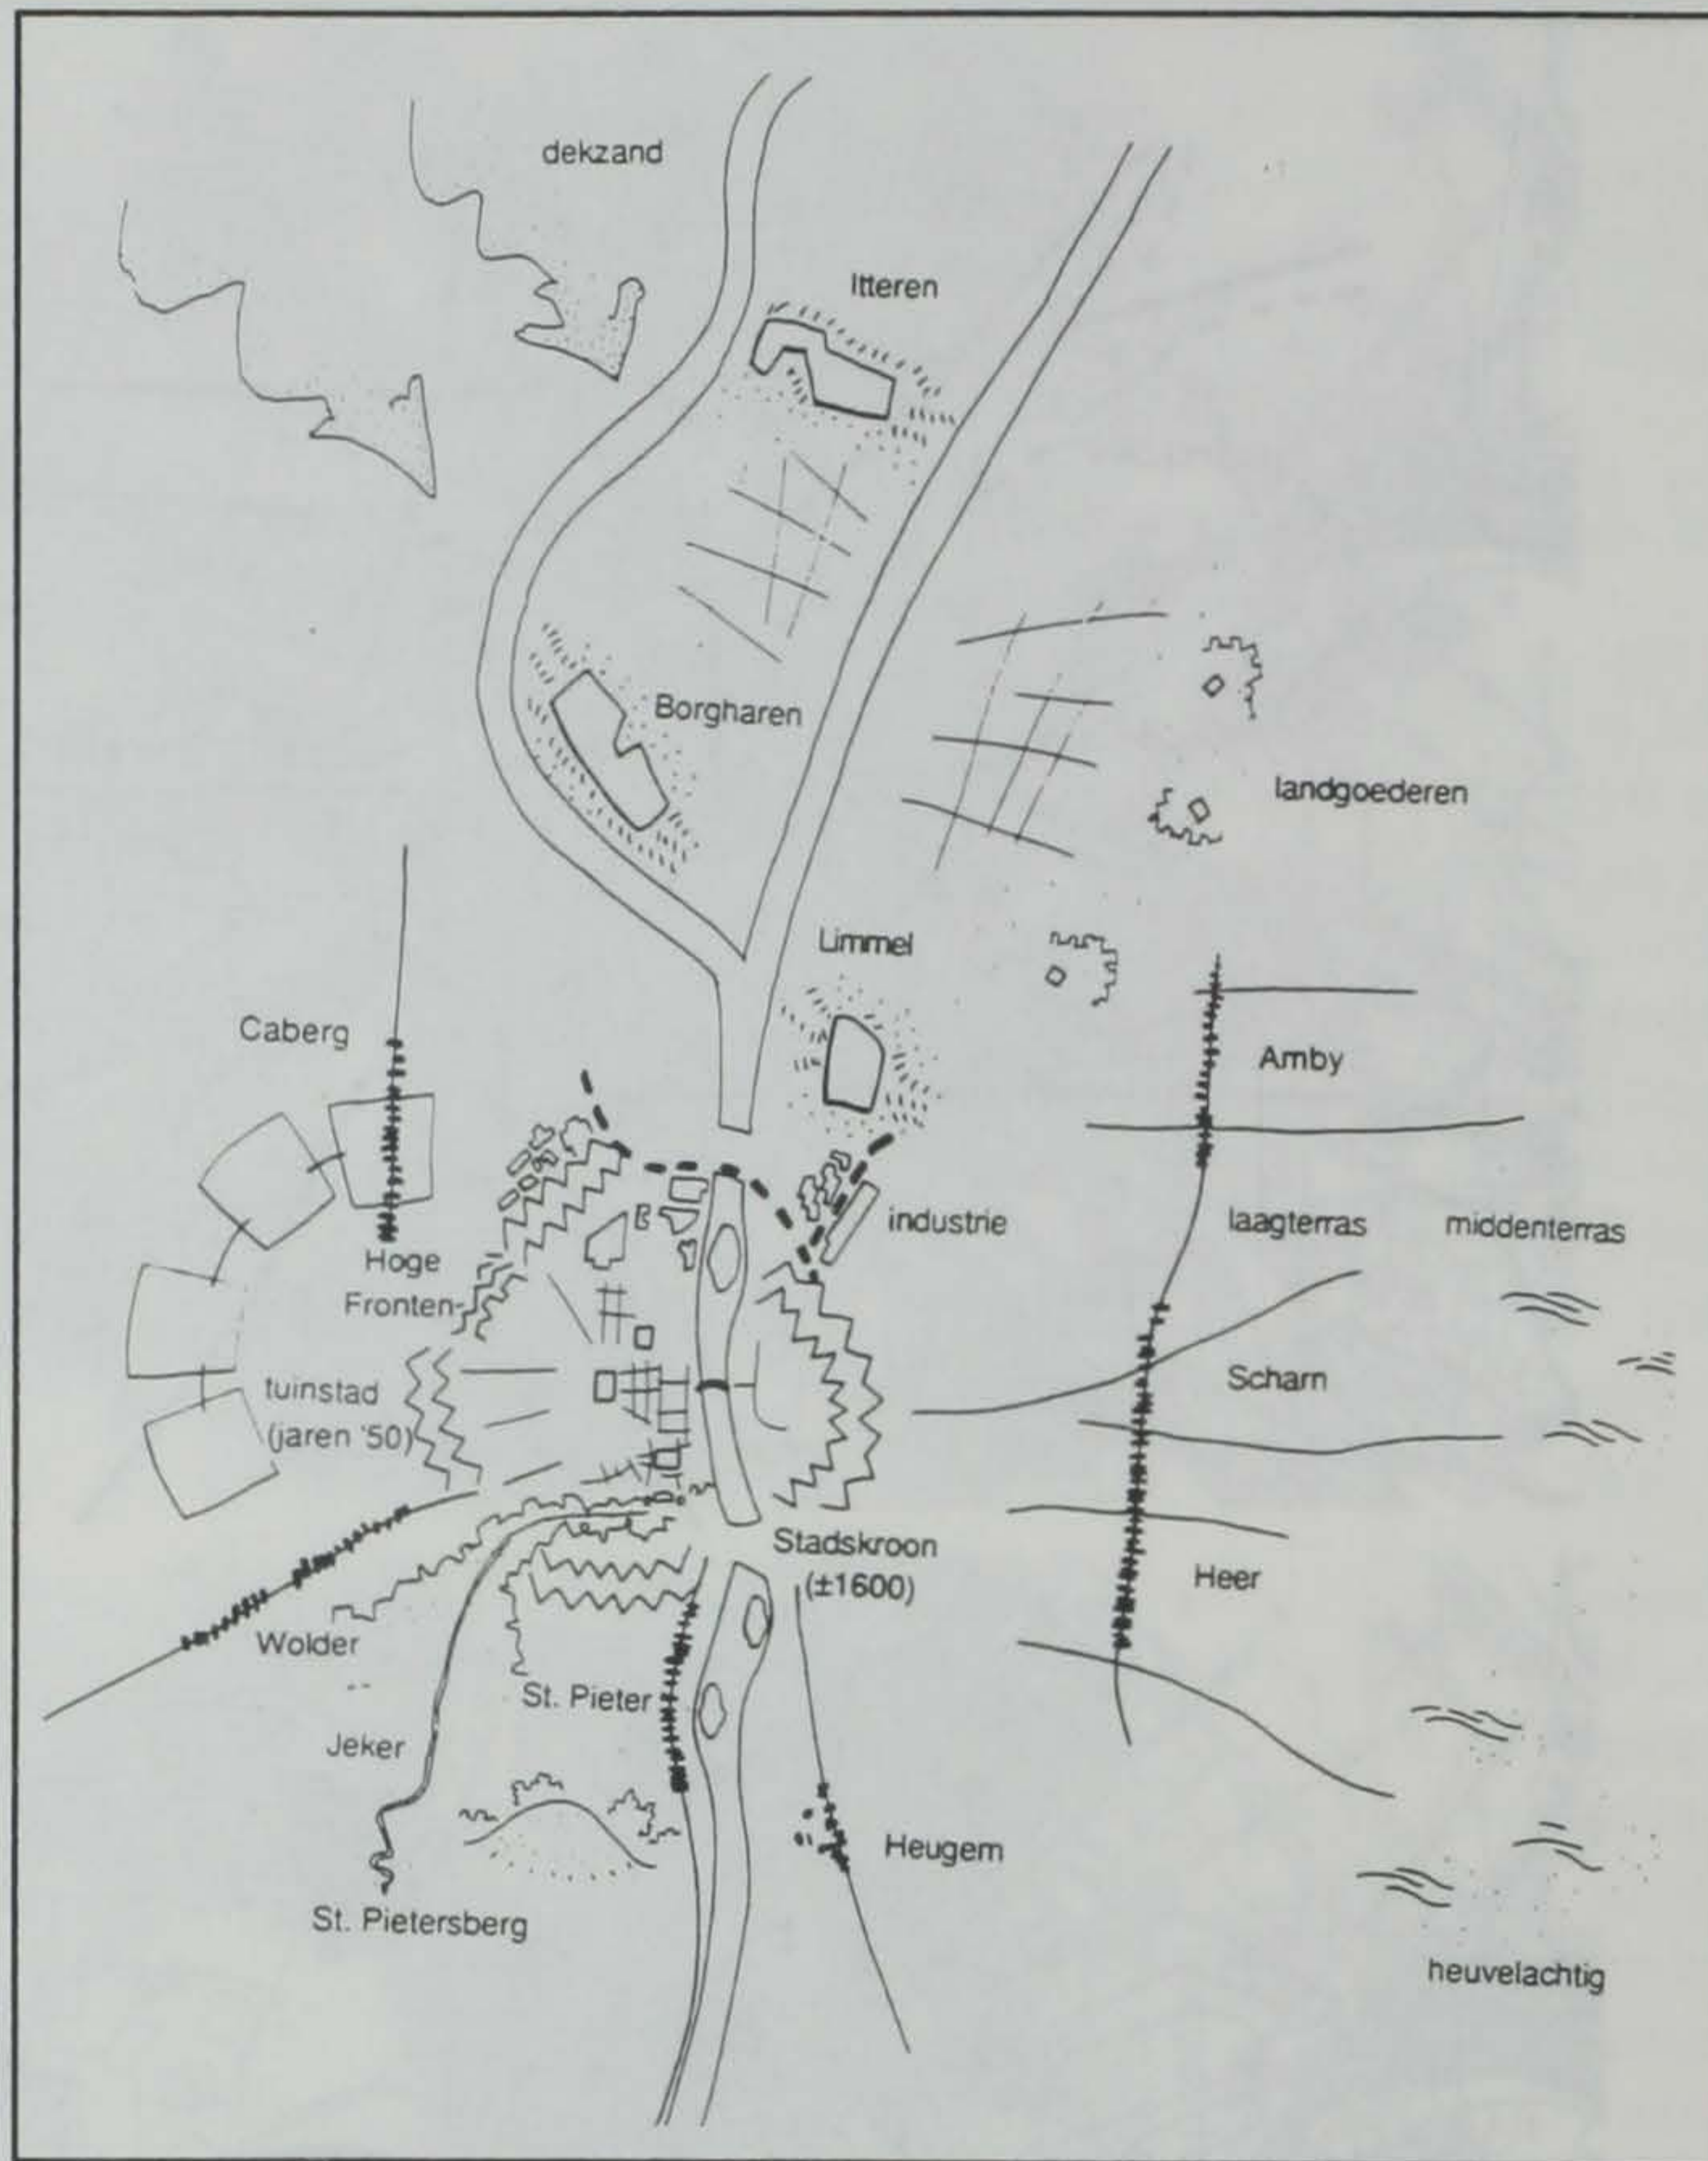 dekzand
Itteren
Borgharen
landgoederen
Limmel
Caberg
Amby
industrie
laagterras
middenterras
Hoge
Fronten
tuinstad
(jaren '50)
Scharn
Stadskroon
(±1600)
Heer
Wolder
St. Pieter
Jeker
Heugem
St. Pietersberg
heuvelachtig